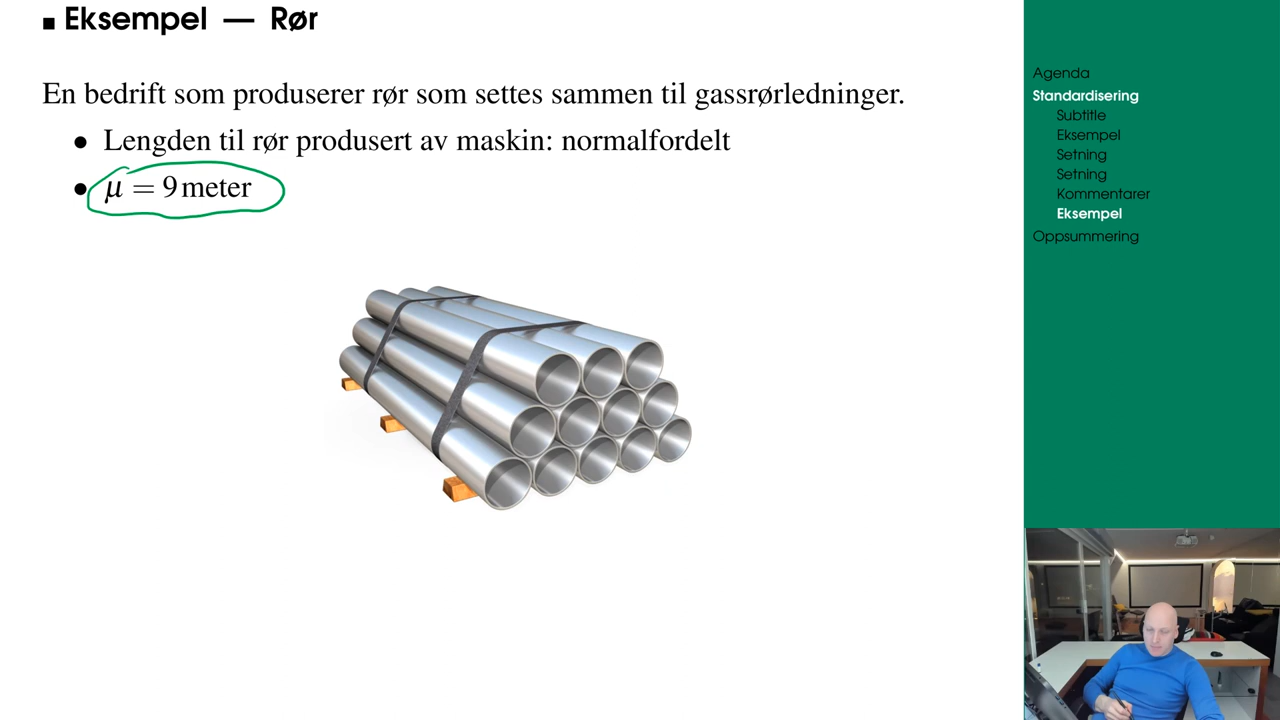 Eksempel — Rør
En bedrift som produserer rør som settes sammen til gassrørledninger.
• Lengden til rør produsert av maskin: normalfordelt
• μ = 9 meter
Agenda
Standardisering
Subtitle
Eksempel
Setning
Setning
Kommentarer
Eksempel
Oppsummering